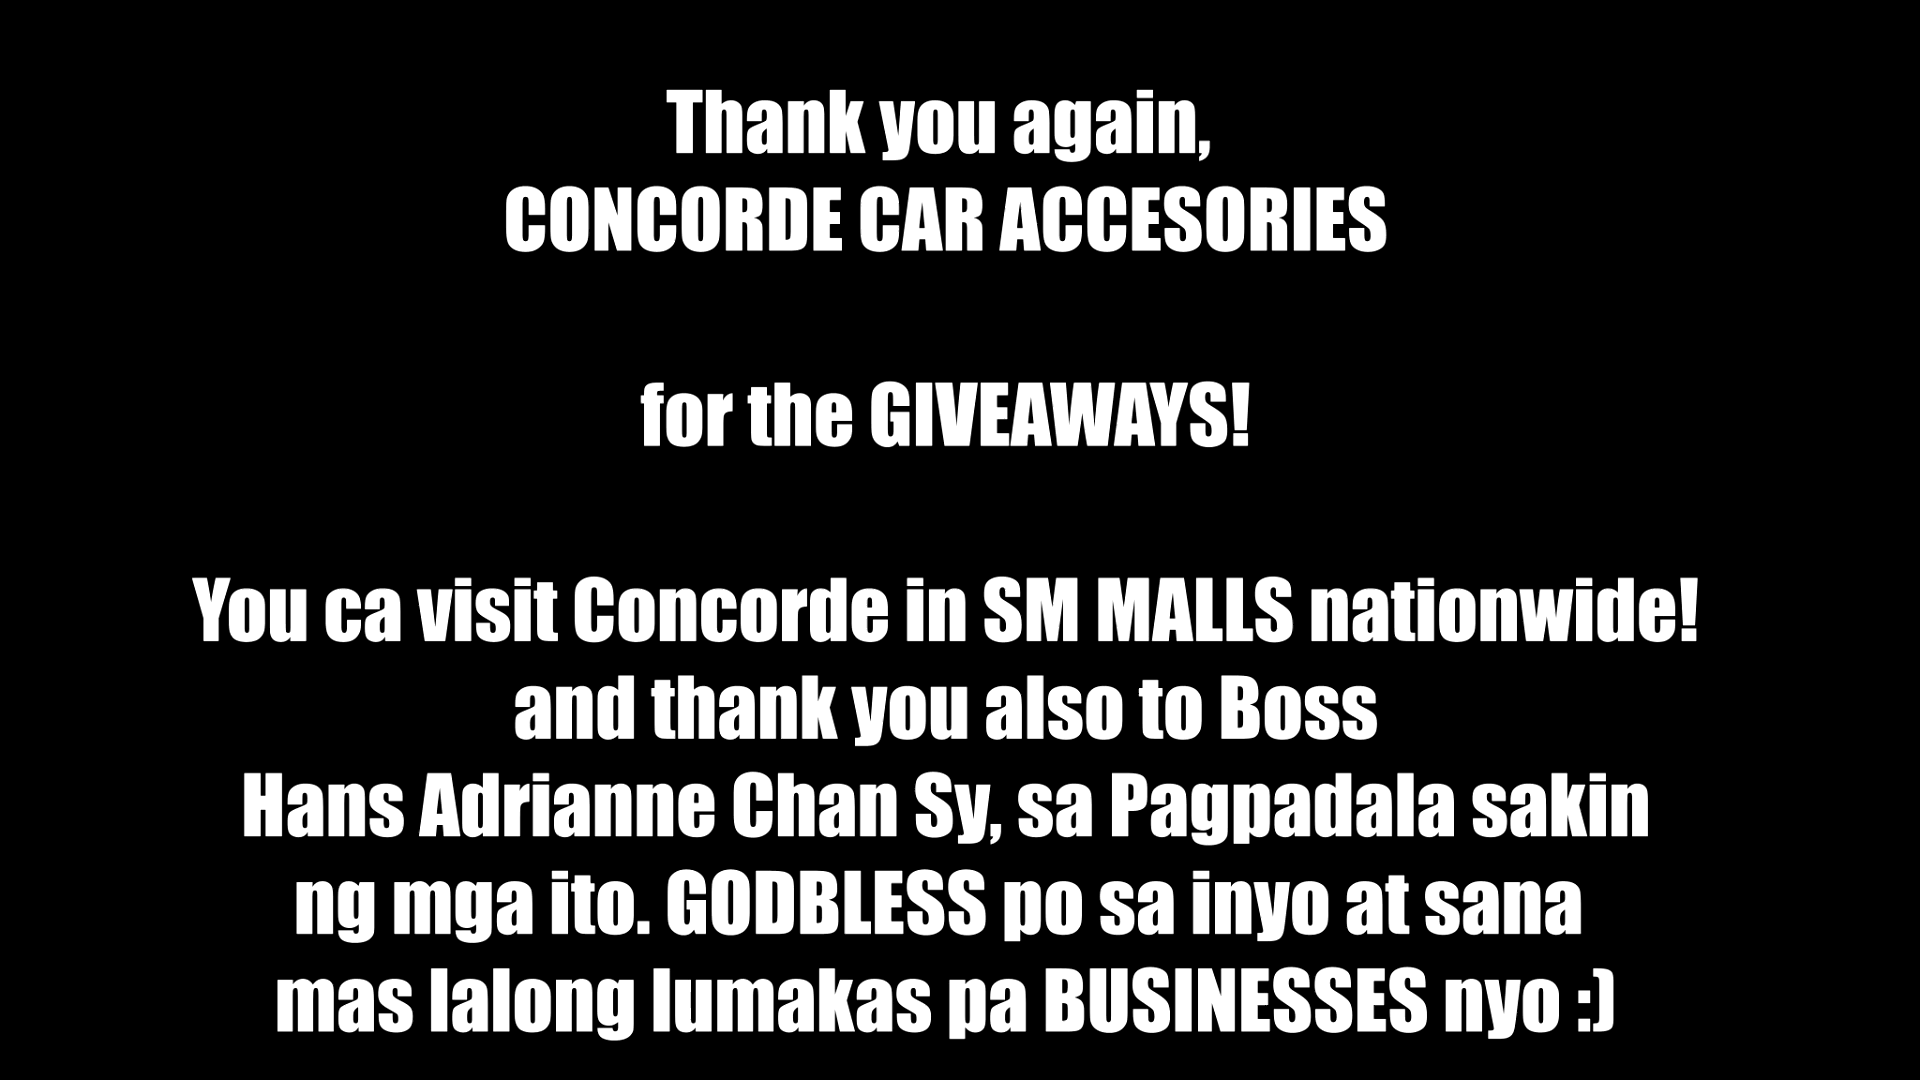 Thank you again,
CONCORDE CAR ACCESORIES
for the GIVEAWAYS!
You ca visit Concorde in SM MALLS nationwide!
and thank you also to Boss
Hans Adrianne Chan Sy, sa Pagpadala sakin
ng mga ito. GODBLESS po sa inyo at sana
mas lalong lumakas pa BUSINESSES nyo :)